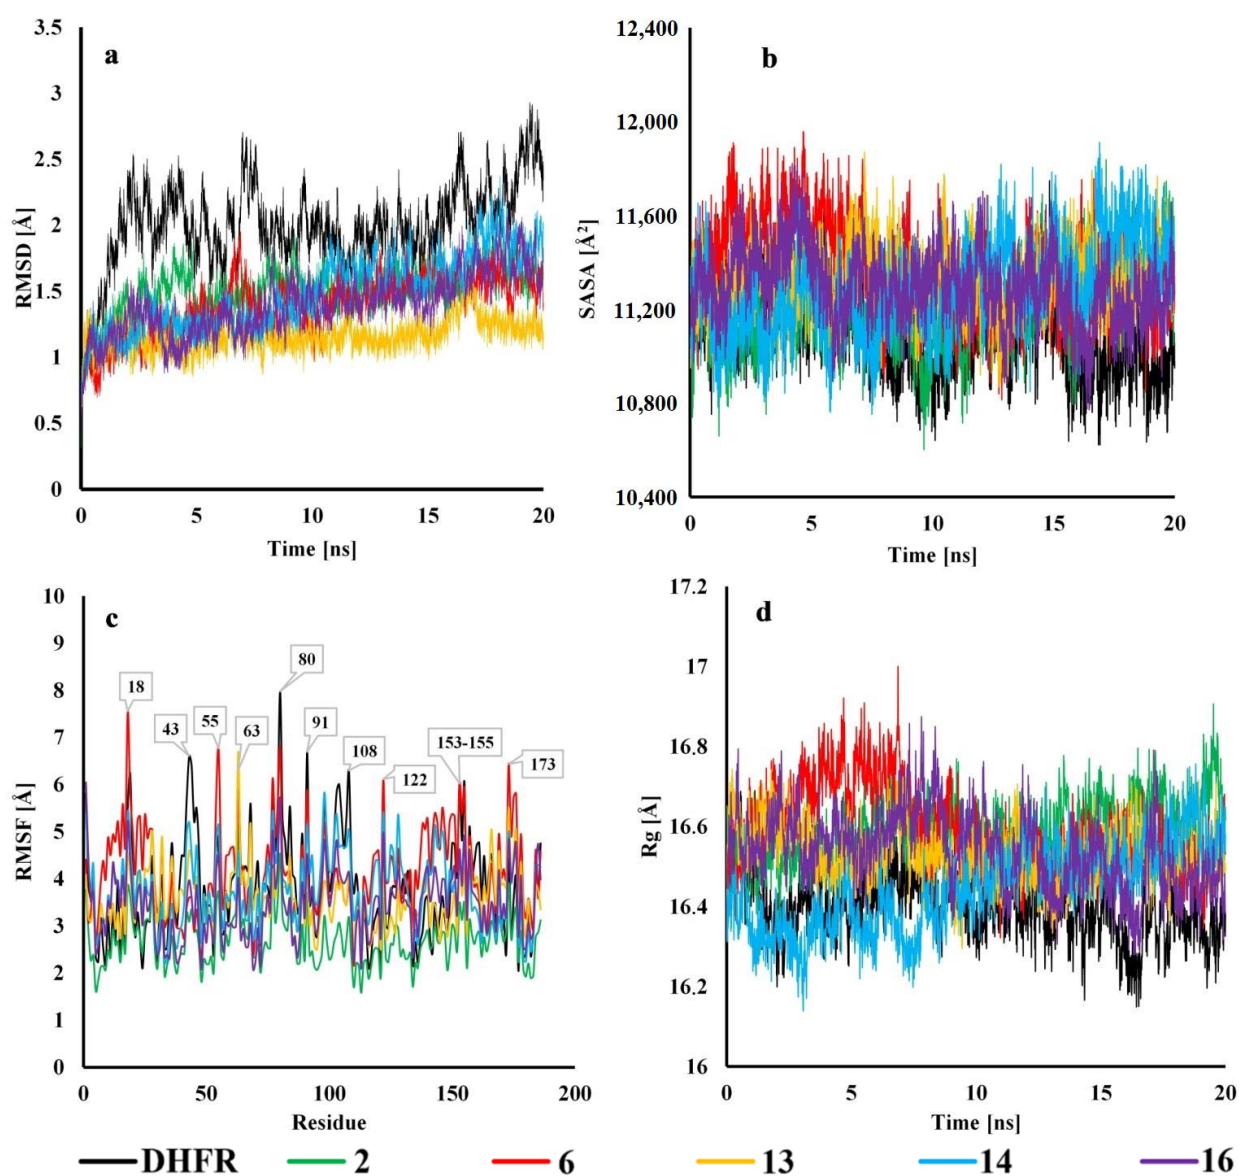 a
3.5
3
2.5
2
1.5
1
0.5
0
RMSD [Å]
0 5 10 15 20
Time [ns]
b
12,400
12,000
11,600
11,200
10,800
10,400
SASA [Å²]
0 5 10 15 20
Time [ns]
c
10
9
8
7
6
5
4
3
2
1
0
RMSF [Å]
18
43
55
63
80
91
108
122
153-155
173
0 50 100 150 200
Residue
d
17.2
17
16.8
16.6
16.4
16.2
16
Rg [Å]
0 5 10 15 20
Time [ns]
DHFR 2 6 13 14 16